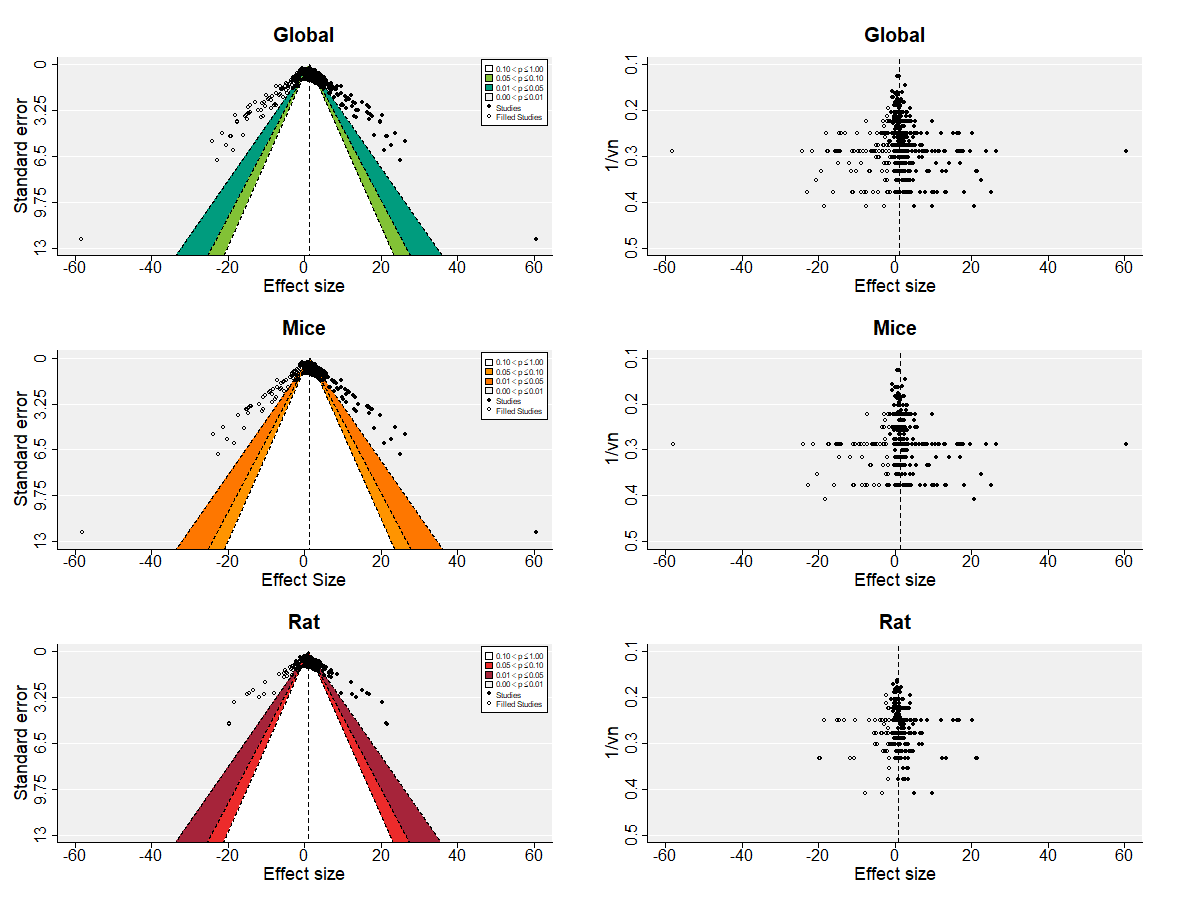 Global
Standard error
0
3.25
6.5
9.75
13
0.10 < p ≤ 1.00
0.05 < p ≤ 0.10
0.01 < p ≤ 0.05
0.00 < p ≤ 0.01
Studies
Filled Studies
-60 -40 -20 0 20 40 60
Effect size
Global
1/vn
0.1
0.2
0.3
0.4
0.5
-60 -40 -20 0 20 40 60
Effect size
Mice
Standard error
0
3.25
6.5
9.75
13
0.10 < p ≤ 1.00
0.05 < p ≤ 0.10
0.01 < p ≤ 0.05
0.00 < p ≤ 0.01
Studies
Filled Studies
-60 -40 -20 0 20 40 60
Effect Size
Mice
1/vn
0.1
0.2
0.3
0.4
0.5
-60 -40 -20 0 20 40 60
Effect size
Rat
Standard error
0
3.25
6.5
9.75
13
0.10 < p ≤ 1.00
0.05 < p ≤ 0.10
0.01 < p ≤ 0.05
0.00 < p ≤ 0.01
Studies
Filled Studies
-60 -40 -20 0 20 40 60
Effect size
Rat
1/vn
0.1
0.2
0.3
0.4
0.5
-60 -40 -20 0 20 40 60
Effect size